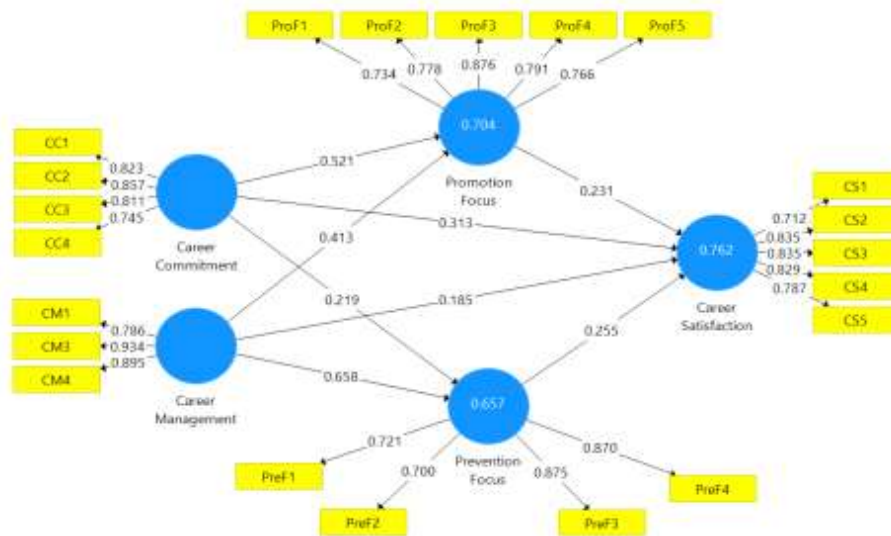 ProF1
ProF2
ProF3
ProF4
ProF5
0.734
0.778
0.876
0.791
0.766
0.704
Promotion
Focus
CC1
CC2
CC3
CC4
0.823
0.857
0.811
0.745
Career
Commitment
0.521
0.413
0.313
0.219
0.231
0.185
0.255
0.658
CM1
CM3
CM4
0.786
0.934
0.895
Career
Management
0.762
Career
Satisfaction
0.712
0.835
0.835
0.829
0.787
CS1
CS2
CS3
CS4
CS5
0.657
Prevention
Focus
0.721
0.700
0.875
0.870
PreF1
PreF2
PreF3
PreF4